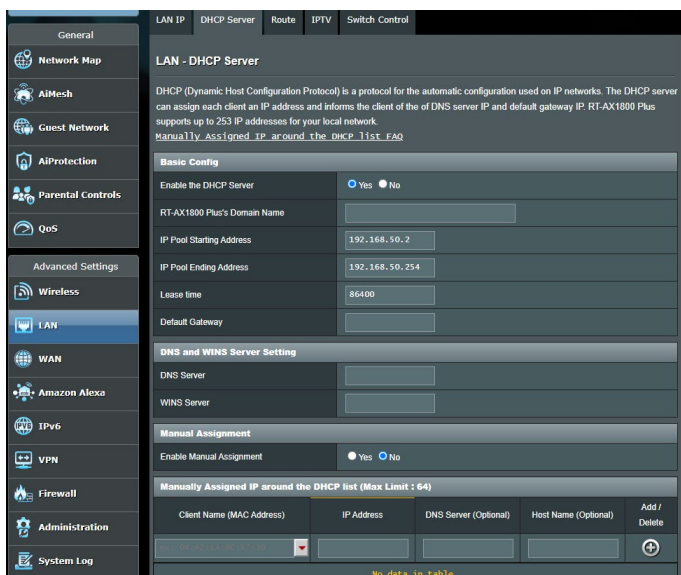 General
Network Map
AiMesh
Guest Network
AiProtection
Parental Controls
QoS
Advanced Settings
Wireless
LAN
WAN
Amazon Alexa
IPv6
VPN
Firewall
Administration
System Log
LAN IP DHCP Server Route IPTV Switch Control
LAN - DHCP Server
DHCP (Dynamic Host Configuration Protocol) is a protocol for the automatic configuration used on IP networks. The DHCP server
can assign each client an IP address and informs the client of the of DNS server IP and default gateway IP. RT-AX1800 Plus
supports up to 253 IP addresses for your local network.
Manually Assigned IP around the DHCP list FAQ
Basic Config
Enable the DHCP Server Yes No
RT-AX1800 Plus's Domain Name
IP Pool Starting Address 192.168.50.2
IP Pool Ending Address 192.168.50.254
Lease time 86400
Default Gateway
DNS and WINS Server Setting
DNS Server
WINS Server
Manual Assignment
Enable Manual Assignment Yes No
Manually Assigned IP around the DHCP list (Max Limit : 64)
Client Name (MAC Address) IP Address DNS Server (Optional) Host Name (Optional) Add /
Delete
No data in table.